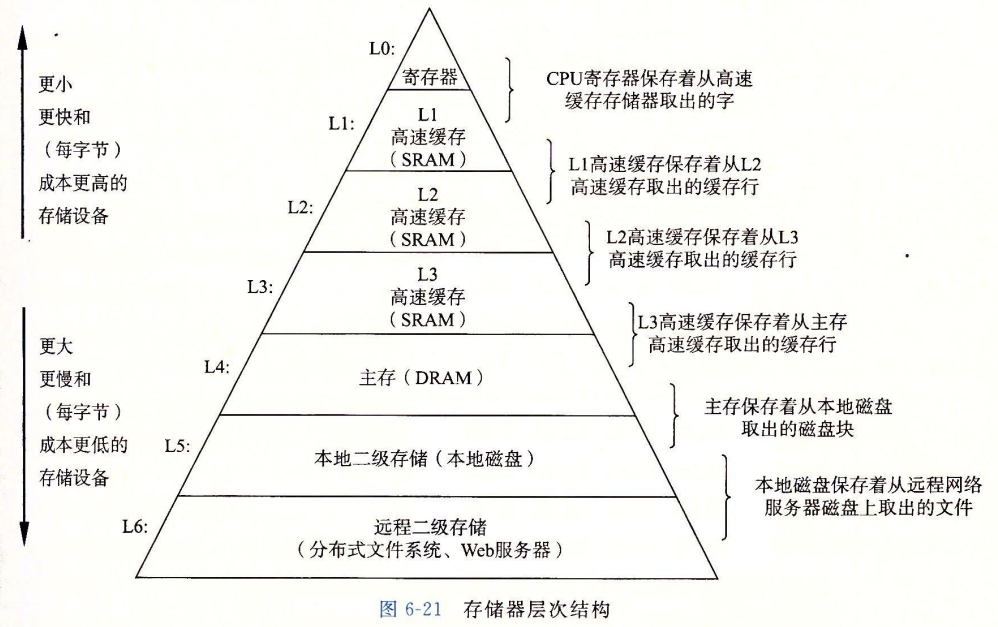 更小
更快和
（每字节）
成本更高的
存储设备
更大
更慢和
（每字节）
成本更低的
存储设备
L0:
寄存器
L1:
L1
高速缓存
（SRAM）
L2:
L2
高速缓存
（SRAM）
L3:
L3
高速缓存
（SRAM）
L4:
主存（DRAM）
L5:
本地二级存储（本地磁盘）
L6:
远程二级存储
（分布式文件系统、Web服务器）
CPU寄存器保存着从高速
缓存存储器取出的字
L1高速缓存保存着从L2
高速缓存取出的缓存行
L2高速缓存保存着从L3
高速缓存取出的缓存行
L3高速缓存保存着从主存
高速缓存取出的缓存行
主存保存着从本地磁盘
取出的磁盘块
本地磁盘保存着从远程网络
服务器磁盘上取出的文件
图 6-21 存储器层次结构